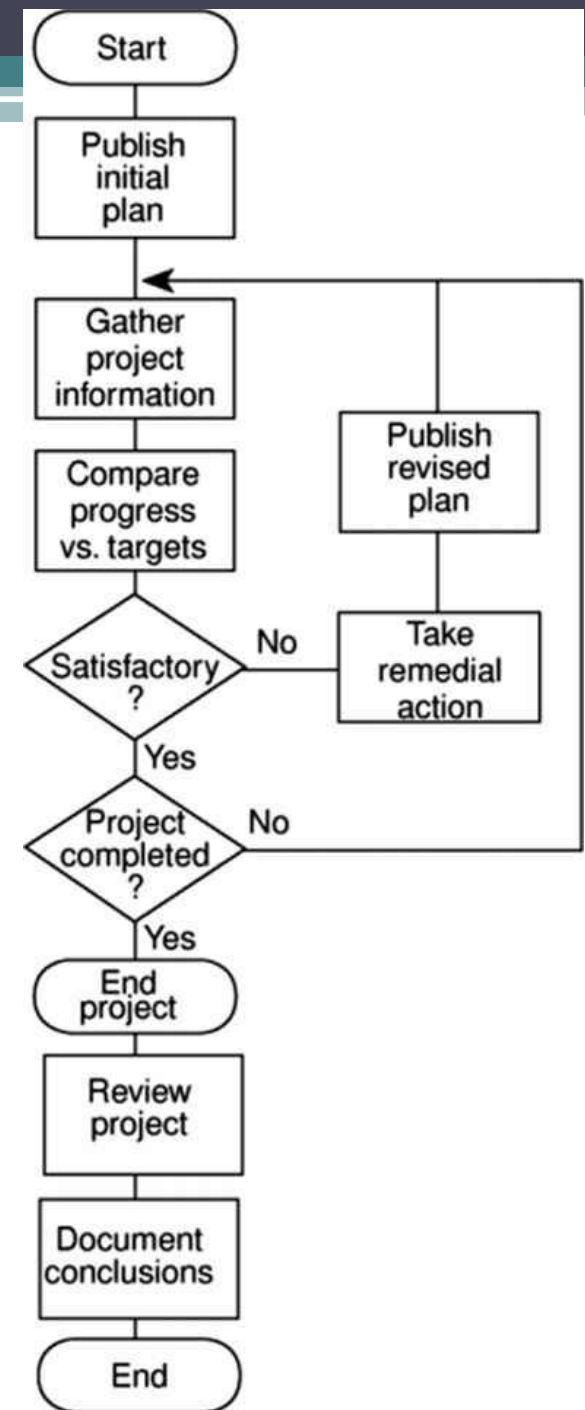 Start
Publish
initial
plan
Gather
project
information
Compare
progress
vs. targets
Satisfactory
?
No
Take
remedial
action
Publish
revised
plan
Yes
Project
completed
?
No
Yes
End
project
Review
project
Document
conclusions
End